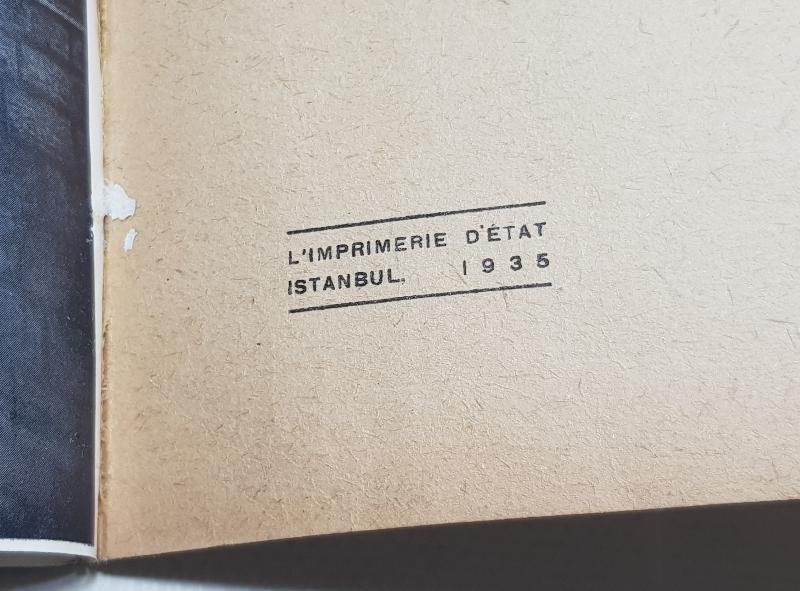 L'IMPRIMERIE D'ÉTAT
ISTANBUL. 1935